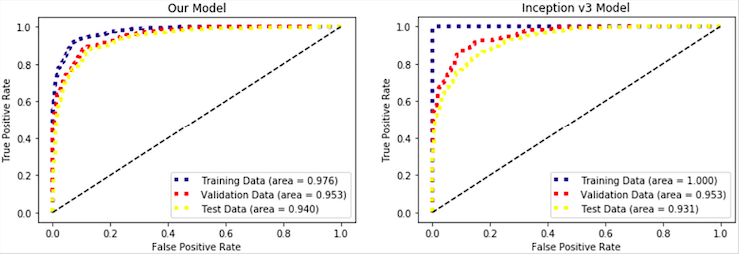 Our Model
True Positive Rate
1.0
0.8
0.6
0.4
0.2
0.0
Training Data (area = 0.976)
Validation Data (area = 0.953)
Test Data (area = 0.940)
0.0 0.2 0.4 0.6 0.8 1.0
False Positive Rate
Inception v3 Model
True Positive Rate
1.0
0.8
0.6
0.4
0.2
0.0
Training Data (area = 1.000)
Validation Data (area = 0.953)
Test Data (area = 0.931)
0.0 0.2 0.4 0.6 0.8 1.0
False Positive Rate